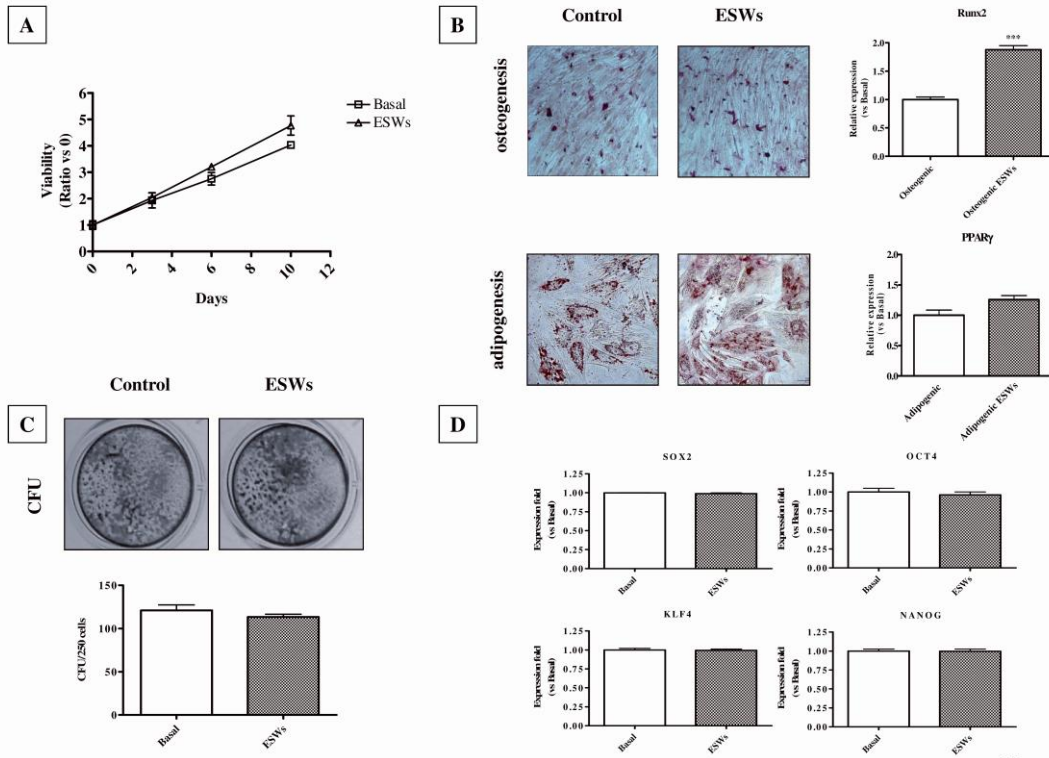 A
Viability
(Ratio vs 0)
6
5
4
3
2
1
0
0
2
4
6
8
10
12
Days
Basal
ESWs
B
Control
ESWs
osteogenesis
Runx2
Relative expression
(vs Basal)
2.0
1.5
1.0
0.5
0.0
***
Osteogenic
Osteogenic ESWs
adipogenesis
PPARγ
Relative expression
(vs Basal)
2.0
1.5
1.0
0.5
0.0
Adipogenic
Adipogenic ESWs
C
Control
ESWs
CFU
CFU/250 cells
150
100
50
0
Basal
ESWs
D
SOX2
Expression fold
(vs Basal)
1.25
1.00
0.75
0.50
0.25
0.00
Basal
ESWs
OCT4
Expression fold
(vs Basal)
1.25
1.00
0.75
0.50
0.25
0.00
Basal
ESWs
KLF4
Expression fold
(vs Basal)
1.25
1.00
0.75
0.50
0.25
0.00
Basal
ESWs
NANOG
Expression fold
(vs Basal)
1.25
1.00
0.75
0.50
0.25
0.00
Basal
ESWs